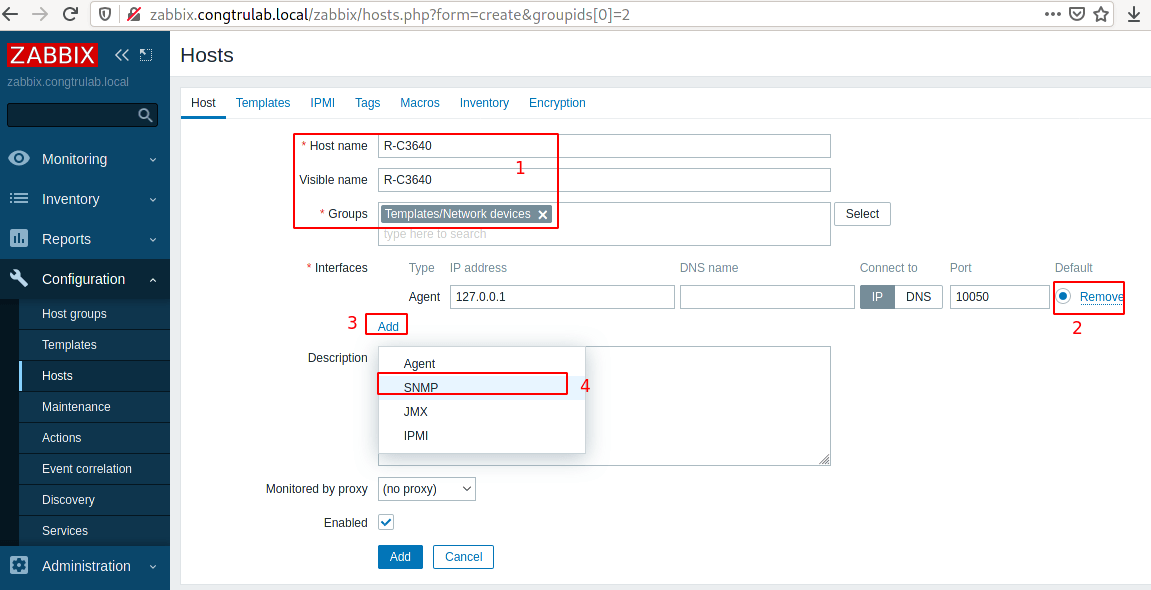 zabbix.congtrulab.local/zabbix/hosts.php?form=create&groupids[0]=2
ZABBIX
zabbix.congtrulab.local
Monitoring
Inventory
Reports
Configuration
Host groups
Templates
Hosts
Maintenance
Actions
Event correlation
Discovery
Services
Administration
Hosts
Host Templates IPMI Tags Macros Inventory Encryption
* Host name R-C3640
1
Visible name R-C3640
* Groups Templates/Network devices Select
type here to search
* Interfaces Type IP address DNS name Connect to Port Default
Agent 127.0.0.1 IP DNS 10050 Remove
3 Add 2
Description
Agent
SNMP 4
JMX
IPMI
Monitored by proxy (no proxy)
Enabled
Add Cancel